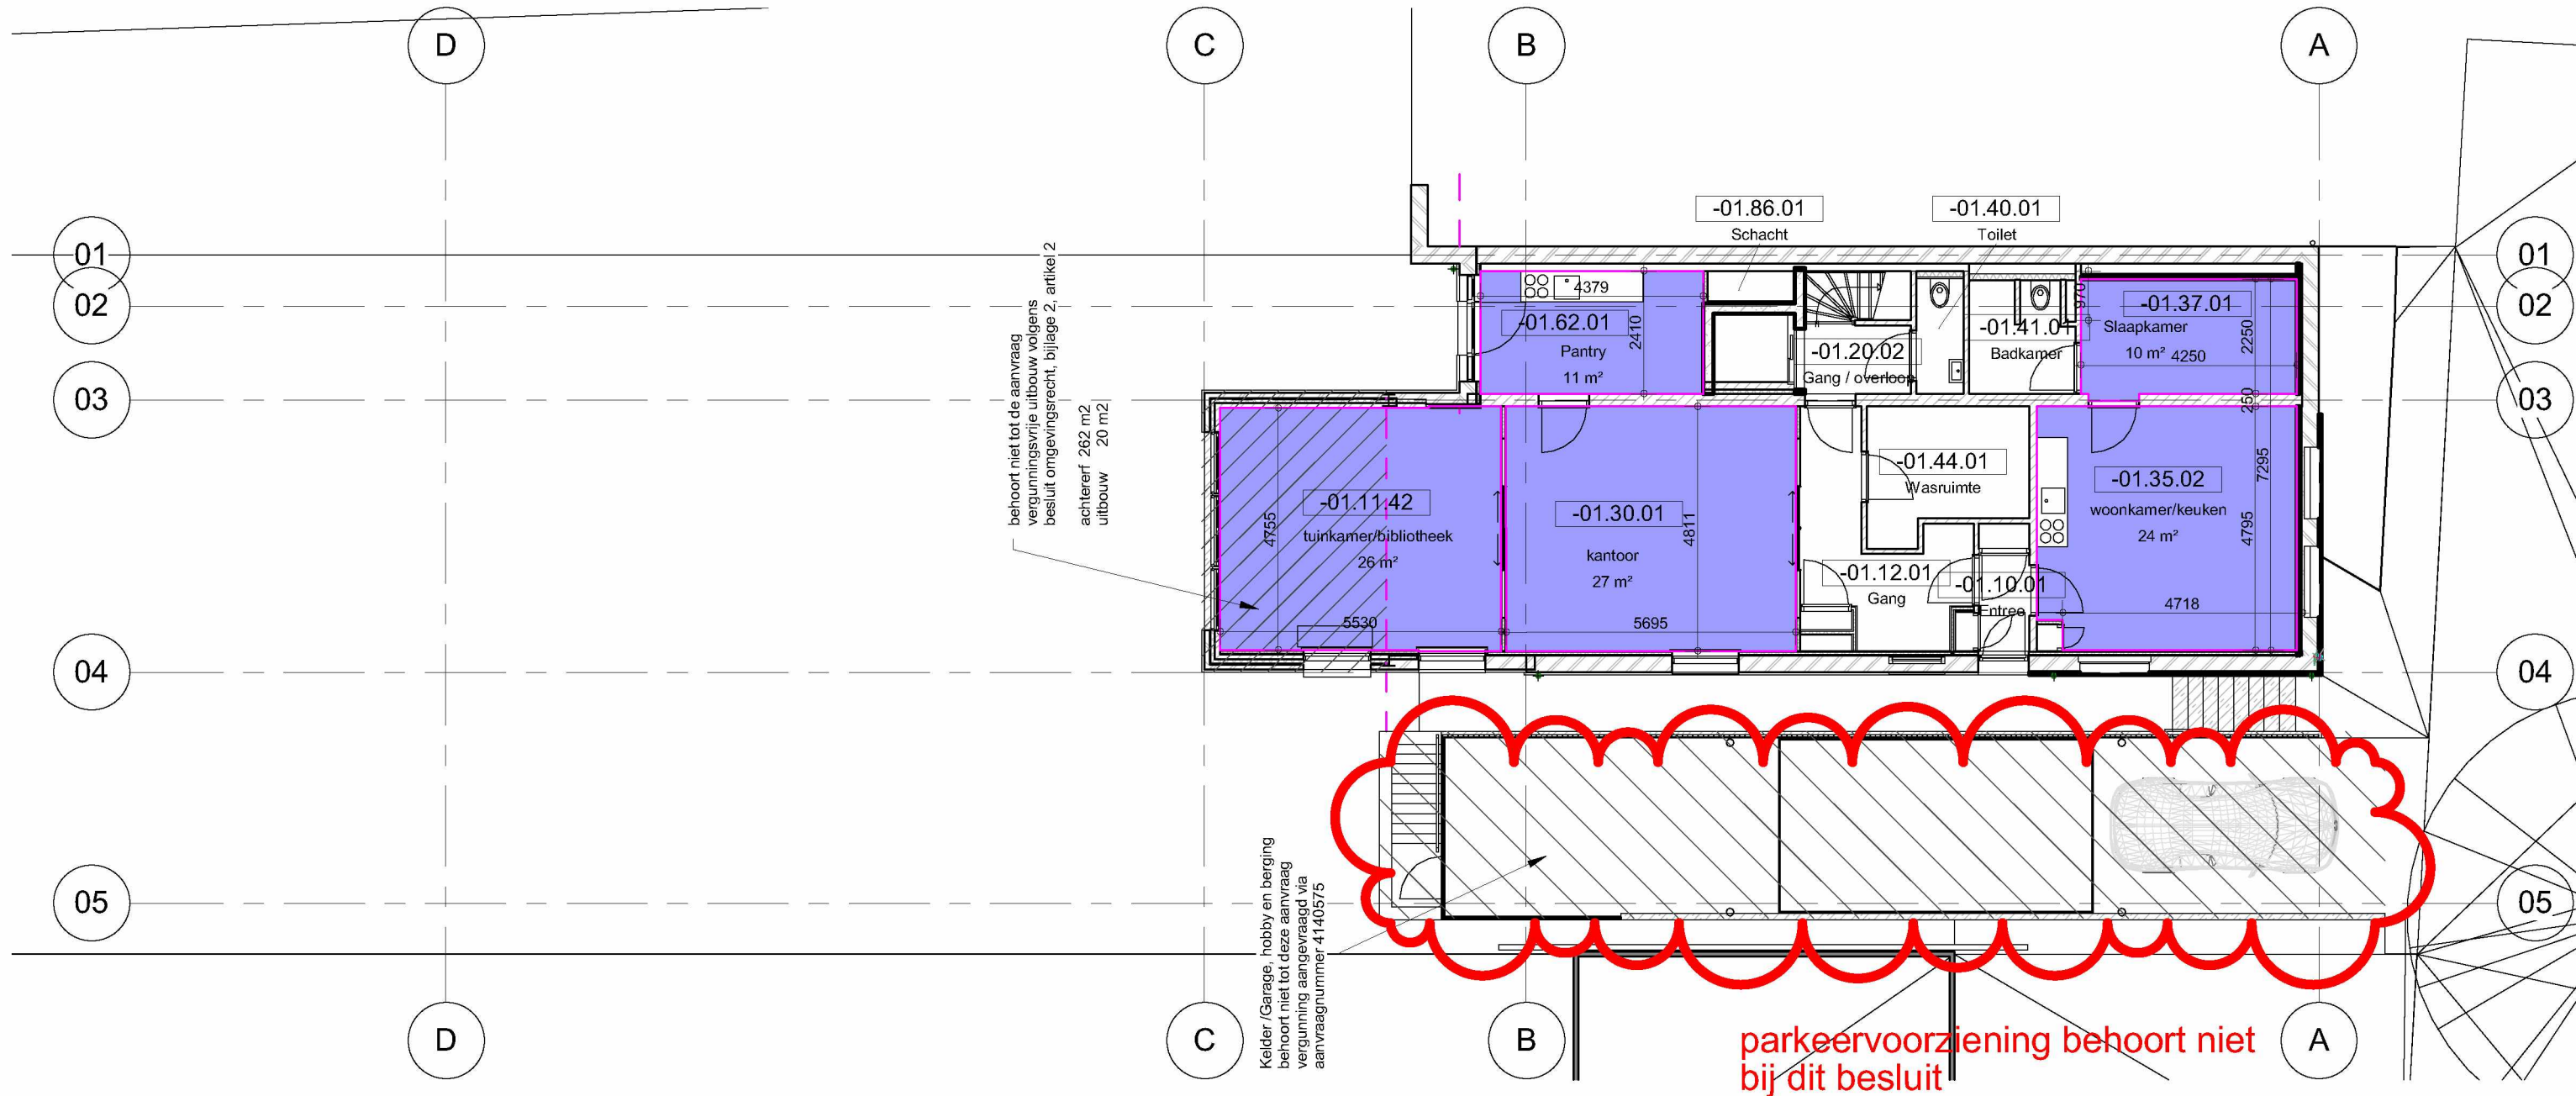 D
C
B
A
01
02
03
04
05
01
02
03
04
05
-01.86.01
Schacht
-01.40.01
Toilet
behoort niet tot de aanvraag
vergunningsvrije uitbouw volgens
besluit omgevingsrecht, bijlage 2, artikel 2
achtererf 262 m2
uitbouw 20 m2
4379
-01.62.01
Pantry
11 m²
2410
-01.20.02
Gang / overloop
-01.41.01
Badkamer
970
-01.37.01
Slaapkamer
10 m²
4250
2250
250
-01.11.42
tuinkamer/bibliotheek
26 m²
4755
5530
-01.30.01
kantoor
27 m²
4811
5695
-01.44.01
Wasruimte
-01.12.01
Gang
-01.10.01
Entree
-01.35.02
woonkamer/keuken
24 m²
7295
4795
4718
Kelder /Garage, hobby en berging
behoort niet tot deze aanvraag
vergunning aangevraagd via
aanvraagnummer 4140575
D
C
B
A
parkeervoorziening behoort niet
bij dit besluit